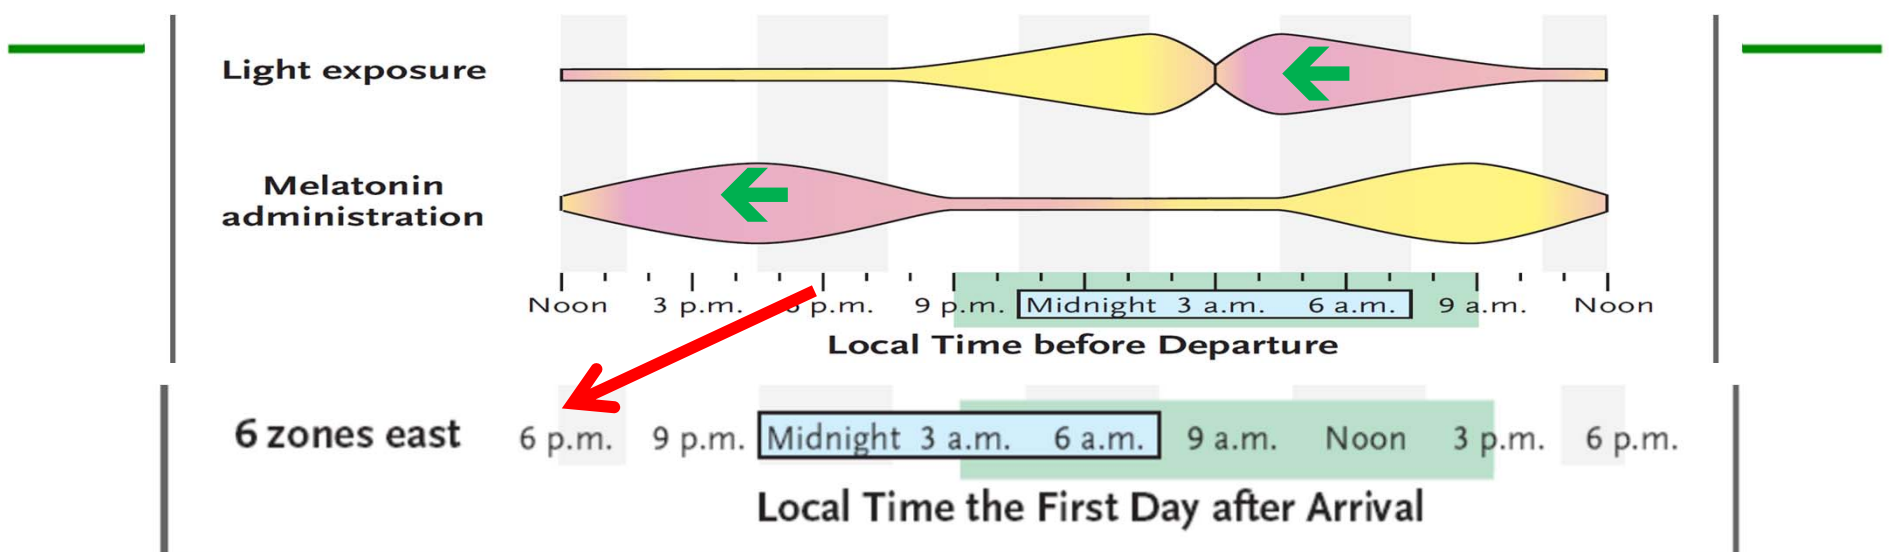 Light exposure
Melatonin
administration
Noon 3 p.m. 6 p.m. 9 p.m. Midnight 3 a.m. 6 a.m. 9 a.m. Noon
Local Time before Departure
6 zones east 6 p.m. 9 p.m. Midnight 3 a.m. 6 a.m. 9 a.m. Noon 3 p.m. 6 p.m.
Local Time the First Day after Arrival